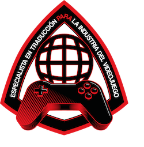 ESPECIALISTA EN TRADUCCIÓN PARA LA INDUSTRIA DEL VIDEOJUEGO